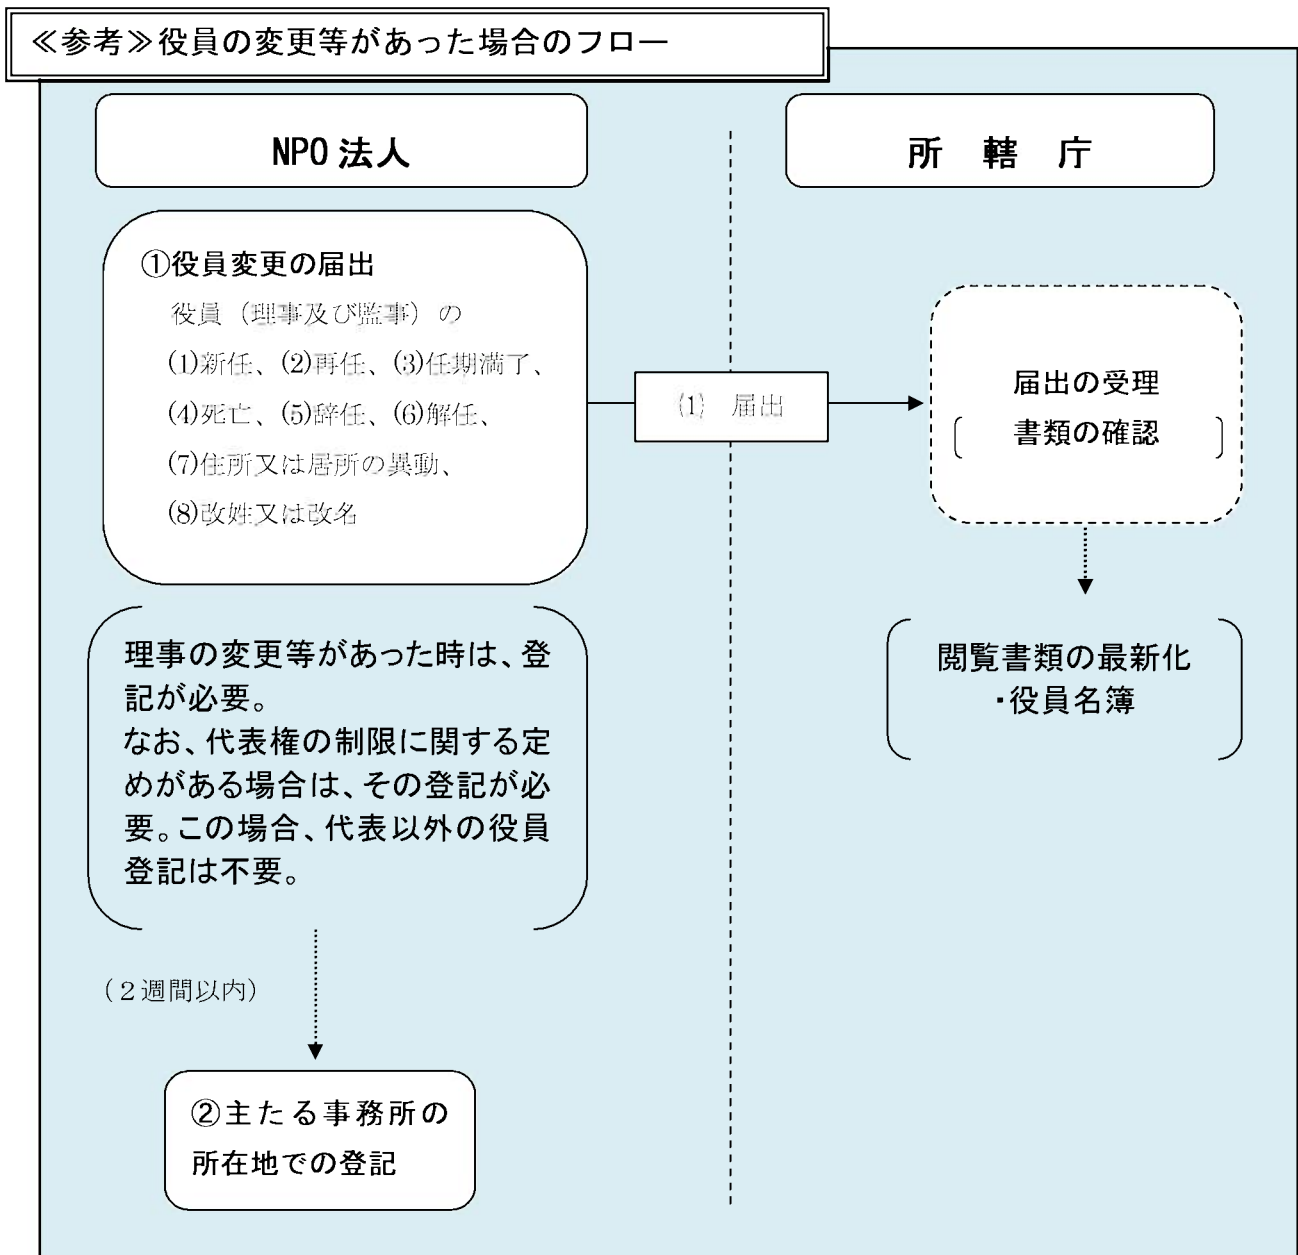 ≪参考≫役員の変更等があった場合のフロー
NPO法人
所 轄 庁
①役員変更の届出
役員（理事及び監事）の
(1)新任、(2)再任、(3)任期満了、
(4)死亡、(5)辞任、(6)解任、
(7)住所又は居所の異動、
(8)改姓又は改名
(1) 届出
届出の受理
書類の確認
理事の変更等があった時は、登
記が必要。
なお、代表権の制限に関する定
めがある場合は、その登記が必
要。この場合、代表以外の役員
登記は不要。
閲覧書類の最新化
・役員名簿
(２週間以内)
②主たる事務所の
所在地での登記